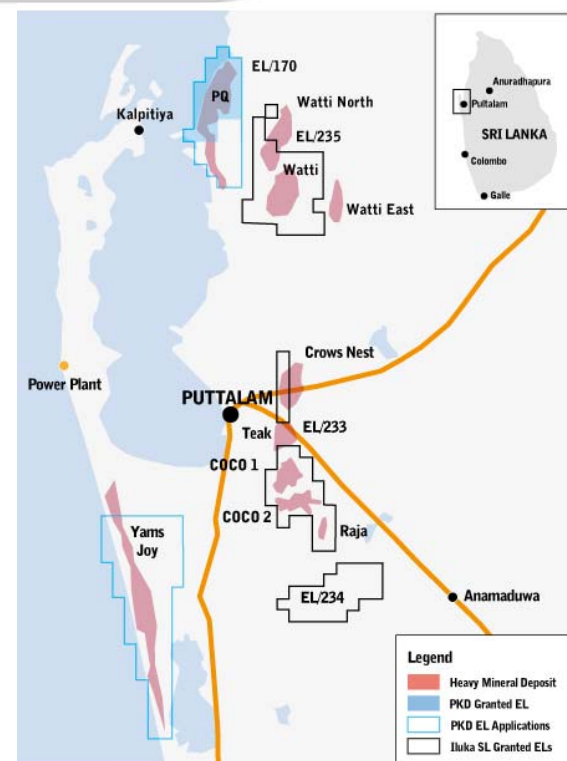 EL/170
PQ
Watti North
Kalpitiya
EL/235
Watti
Watti East
Anuradhapura
Puttalam
SRI LANKA
Colombo
Galle
Crows Nest
Power Plant
PUTTALAM
Teak
EL/233
COCO 1
COCO 2
Raja
Yams
Joy
EL/234
Anamaduwa
Legend
Heavy Mineral Deposit
PKD Granted EL
PKD EL Applications
Iluka SL Granted ELs